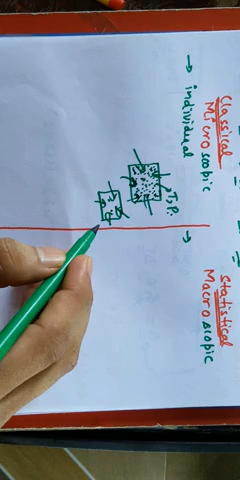 Classical
Microscopic
→ individual
T, P,
Statistical
Macroscopic
→